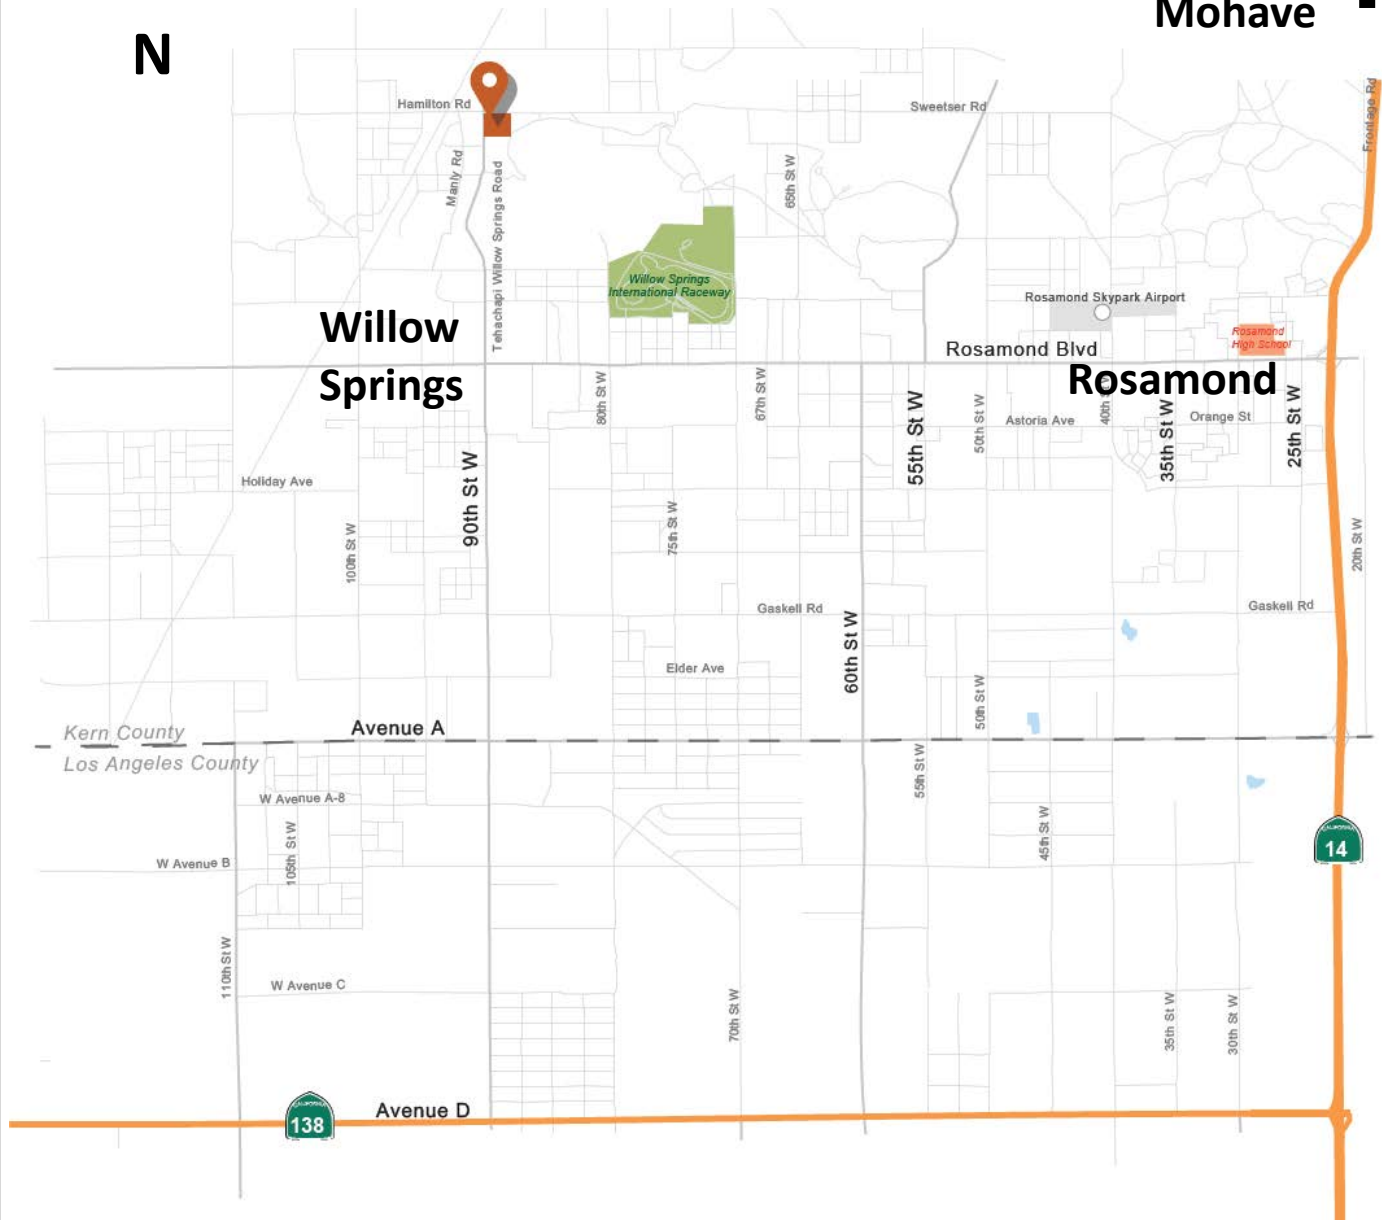 Mohave
N
Hamilton Rd
Sweetser Rd
Frontage Rd
Manly Rd
Tehachapi Willow Springs Road
65th St W
Willow Springs
International Raceway
Rosamond Skypark Airport
Rosamond
High School
Willow
Springs
Rosamond Blvd
Rosamond
80th St W
67th St W
55th St W
50th St W
Astoria Ave
40th S
35th St W
Orange St
25th St W
Holiday Ave
90th St W
100th St W
75th St W
20th St W
Gaskell Rd
Gaskell Rd
60th St W
Elder Ave
50th St W
Kern County
Avenue A
Los Angeles County
55th St W
W Avenue A-8
105th St W
45th St W
14
W Avenue B
110th St W
W Avenue C
70th St W
35th St W
30th St W
138
Avenue D